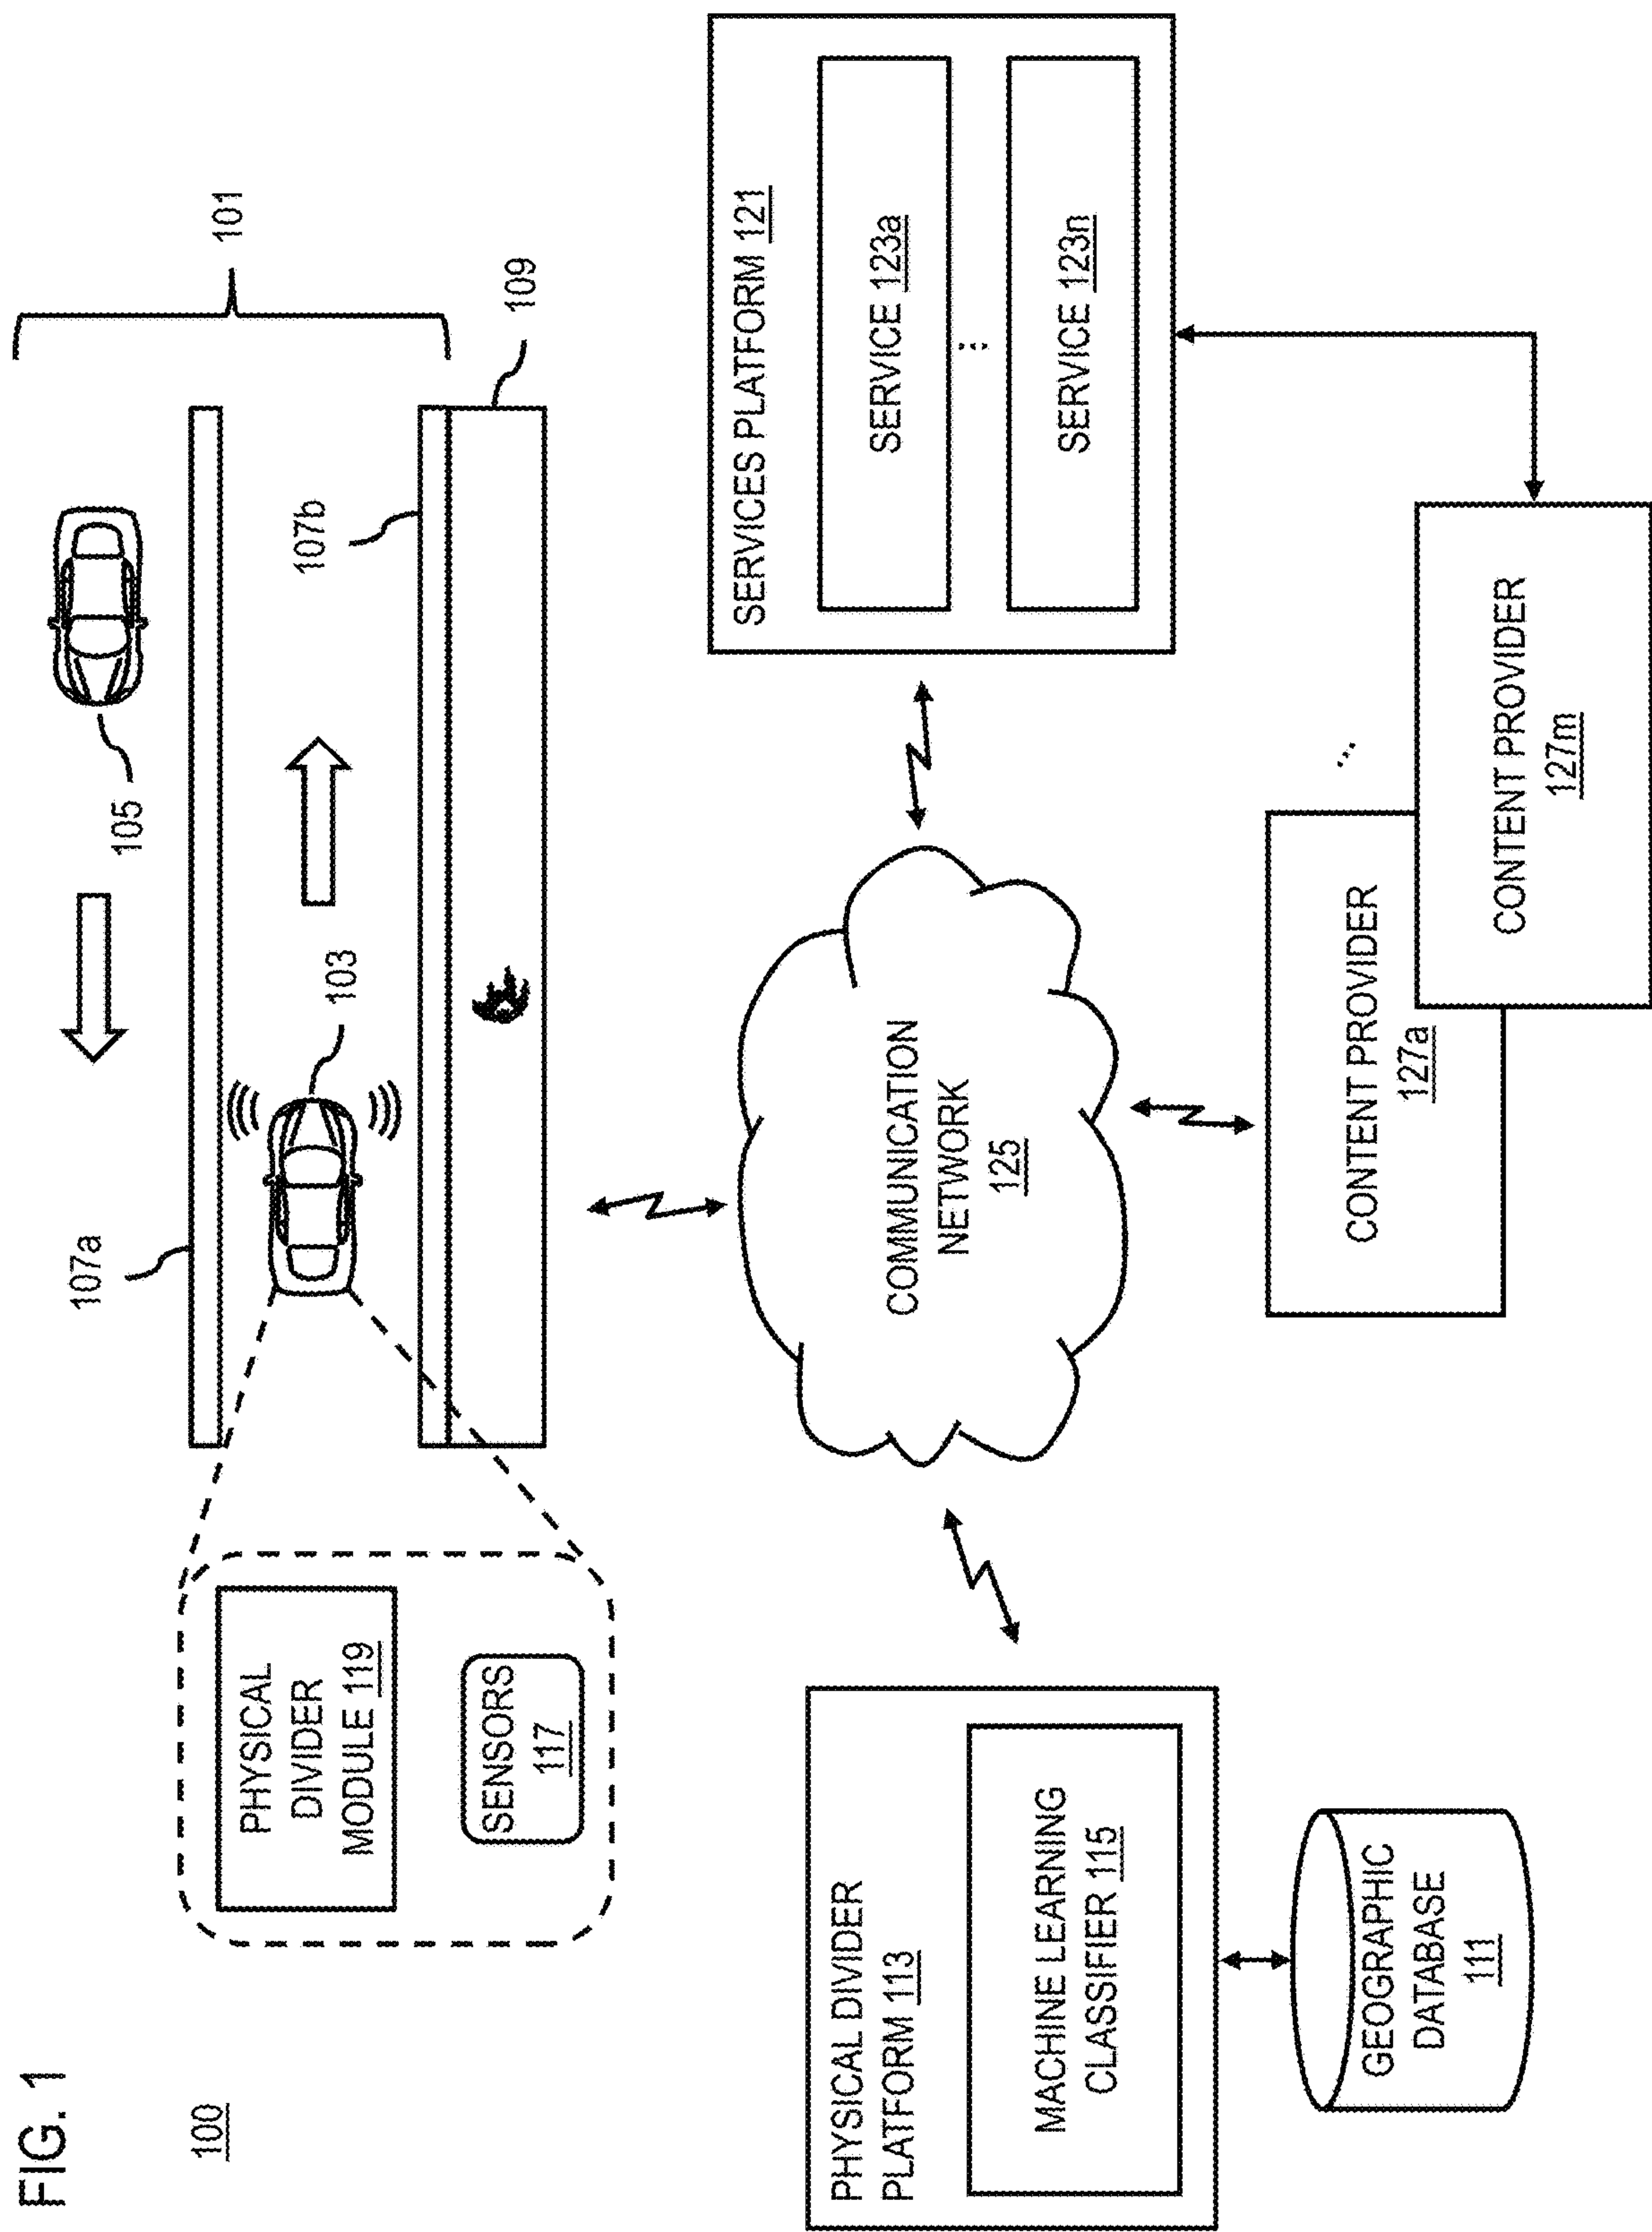 FIG. 1
100
101
105
107a
103
107b
109
PHYSICAL
DIVIDER
MODULE 119
SENSORS
117
COMMUNICATION
NETWORK
125
SERVICES PLATFORM 121
SERVICE 123a
...
SERVICE 123n
PHYSICAL DIVIDER
PLATFORM 113
MACHINE LEARNING
CLASSIFIER 115
GEOGRAPHIC
DATABASE
111
CONTENT PROVIDER
127a
...
CONTENT PROVIDER
127m